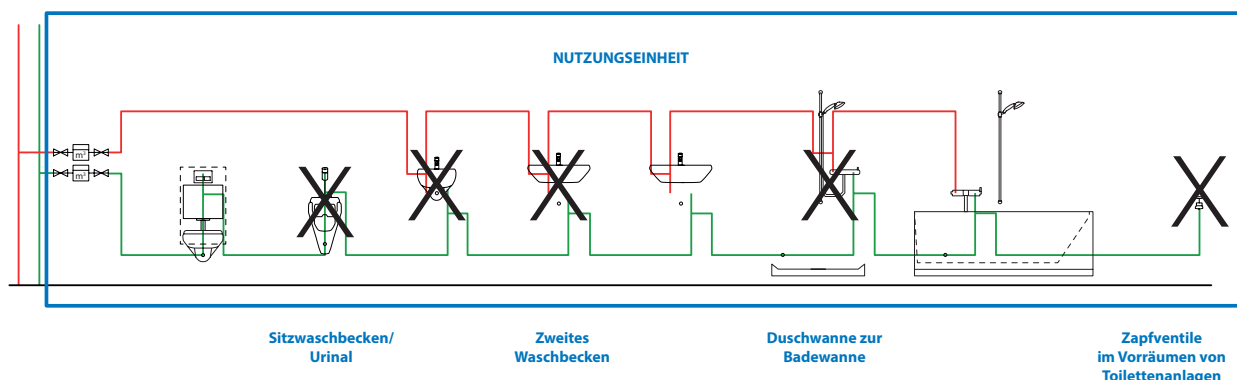 NUTZUNGSEINHEIT
m³
m³
Sitzwaschbecken/
Urinal
Zweites
Waschbecken
Duschwanne zur
Badewanne
Zapfventile
im Vorräumen von
Toilettenanlagen